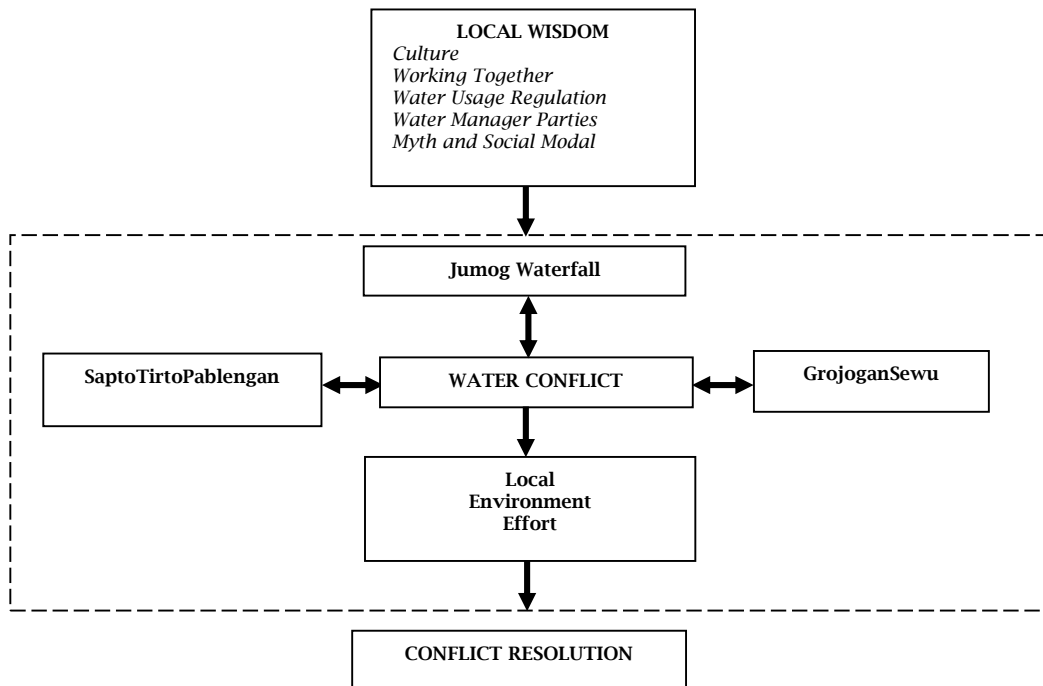 LOCAL WISDOM
Culture
Working Together
Water Usage Regulation
Water Manager Parties
Myth and Social Modal
Jumog Waterfall
SaptoTirtoPablengan
WATER CONFLICT
GrojoganSewu
Local
Environment
Effort
CONFLICT RESOLUTION